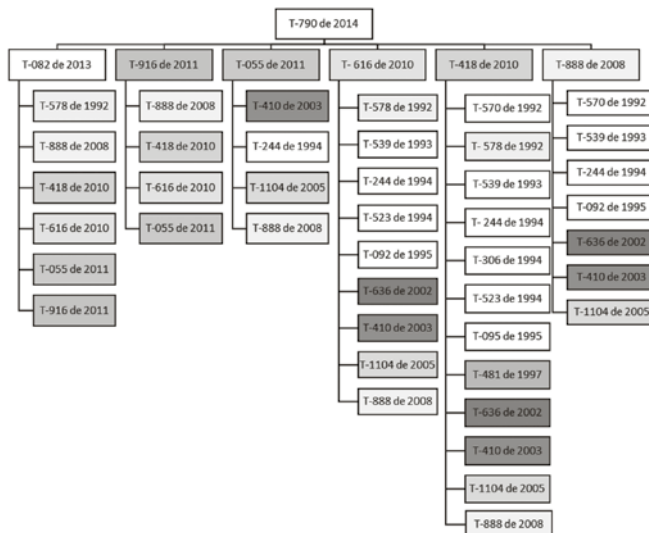 T-790 de 2014
T-082 de 2013
T-578 de 1992
T-888 de 2008
T-418 de 2010
T-616 de 2010
T-055 de 2011
T-916 de 2011
T-916 de 2011
T-888 de 2008
T-418 de 2010
T-616 de 2010
T-055 de 2011
T-055 de 2011
T-410 de 2003
T-244 de 1994
T-1104 de 2005
T-888 de 2008
T- 616 de 2010
T-578 de 1992
T-539 de 1993
T-244 de 1994
T-523 de 1994
T-092 de 1995
T-636 de 2002
T-410 de 2003
T-1104 de 2005
T-888 de 2008
T-418 de 2010
T-570 de 1992
T- 578 de 1992
T-539 de 1993
T- 244 de 1994
T-306 de 1994
T-523 de 1994
T-095 de 1995
T-481 de 1997
T-636 de 2002
T-410 de 2003
T-1104 de 2005
T-888 de 2008
T-888 de 2008
T-570 de 1992
T-539 de 1993
T-244 de 1994
T-092 de 1995
T-636 de 2002
T-410 de 2003
T-1104 de 2005